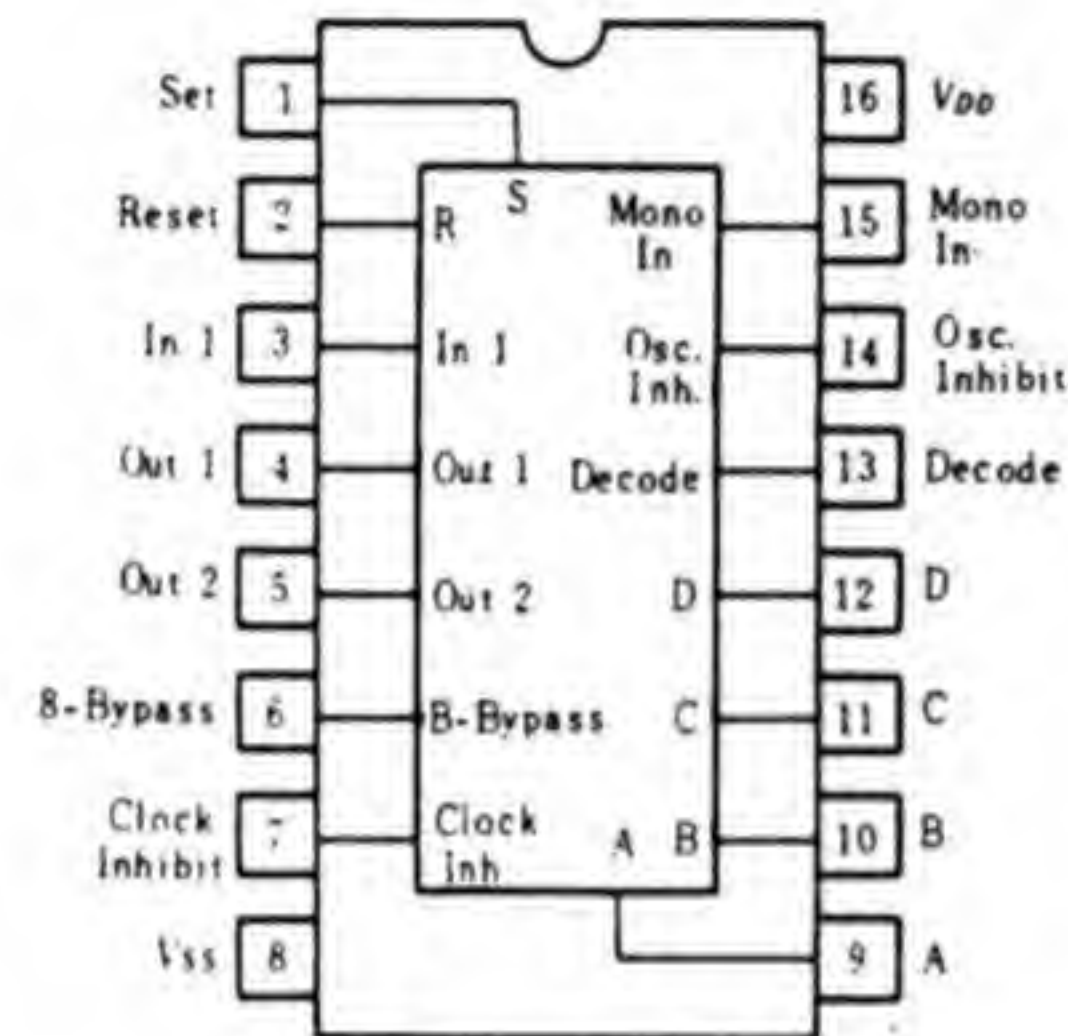 Set 1
Reset 2
In 1 3
Out 1 4
Out 2 5
8-Bypass 6
Clock
Inhibit
7
Vss 8
S
R
In 1
Out 1
Out 2
8-Bypass
Clock
Inh
Mono
In
Osc.
Inh.
Decode
D
C
A B
16 VDD
15
Mono
In
14
Osc.
Inhibit
13 Decode
12 D
11 C
10 B
9 A